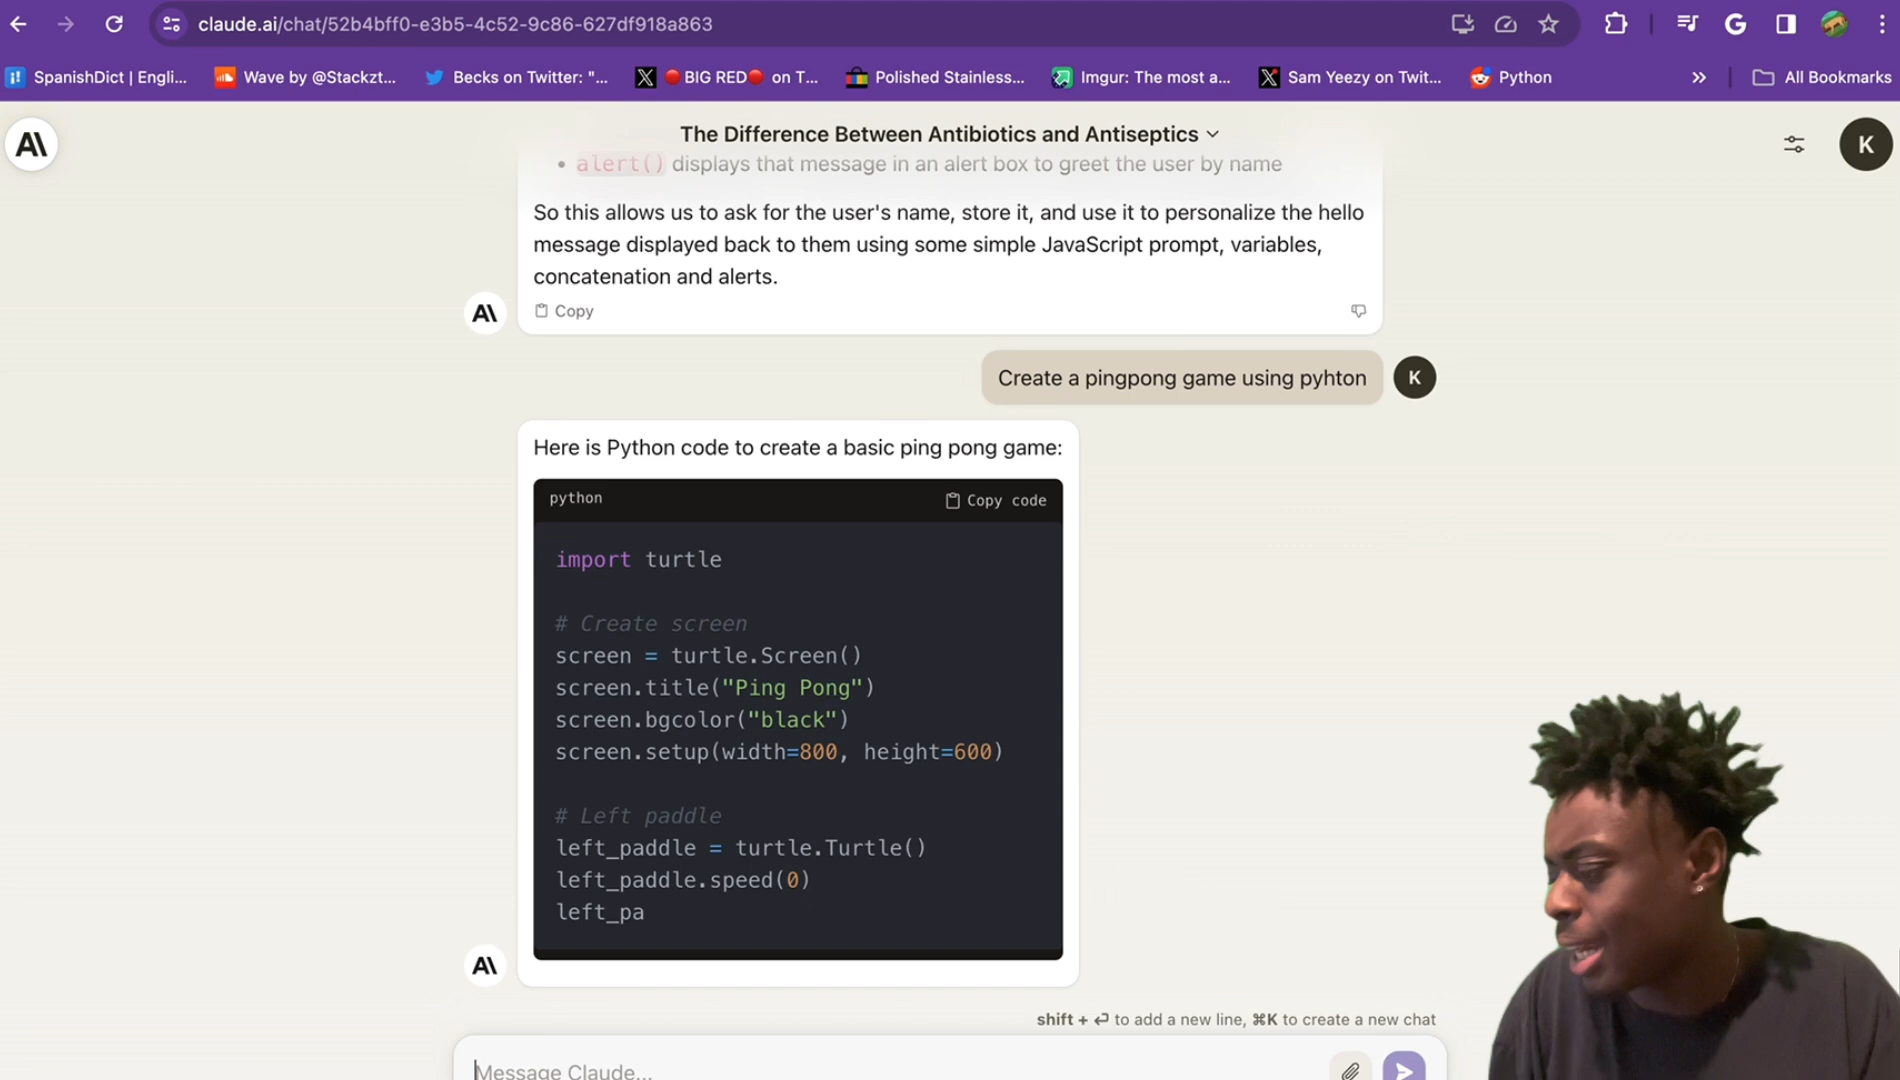 claude.ai/chat/52b4bff0-e3b5-4c52-9c86-627df918a863
SpanishDict | Engli... Wave by @Stackzt... Becks on Twitter: "... BIG RED on T... Polished Stainless... Imgur: The most a... Sam Yeezy on Twit... Python » All Bookmarks
The Difference Between Antibiotics and Antiseptics
K
• alert() displays that message in an alert box to greet the user by name
So this allows us to ask for the user's name, store it, and use it to personalize the hello
message displayed back to them using some simple JavaScript prompt, variables,
concatenation and alerts.
Copy
Create a pingpong game using pyhton
K
Here is Python code to create a basic ping pong game:
python Copy code
import turtle
# Create screen
screen = turtle.Screen()
screen.title("Ping Pong")
screen.bgcolor("black")
screen.setup(width=800, height=600)
# Left paddle
left_paddle = turtle.Turtle()
left_paddle.speed(0)
left_pa
shift + ⏎ to add a new line, ⌘K to create a new chat
Message Claude...